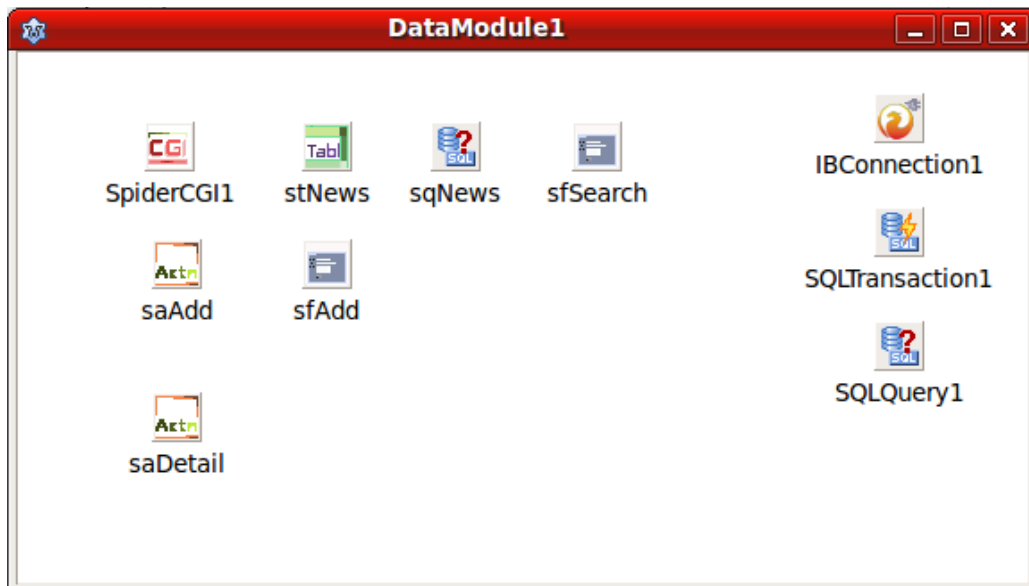 DataModule1
CGI
SpiderCGI1
Tabl
stNews
SQL
sqNews
sfSearch
IBConnection1
SQL
SQLTransaction1
Actn
saAdd
sfAdd
SQL
SQLQuery1
Actn
saDetail